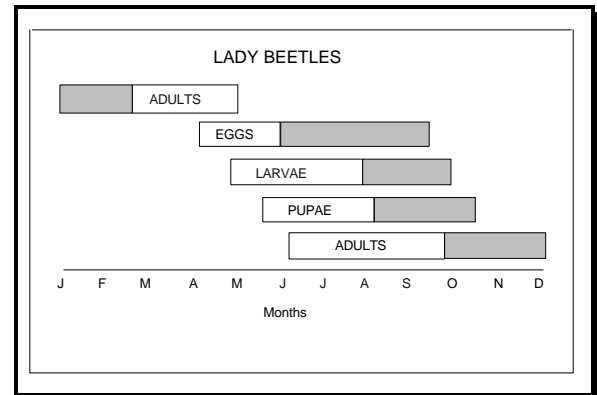 LADY BEETLES
ADULTS
EGGS
LARVAE
PUPAE
ADULTS
J F M A M J J A S O N D
Months